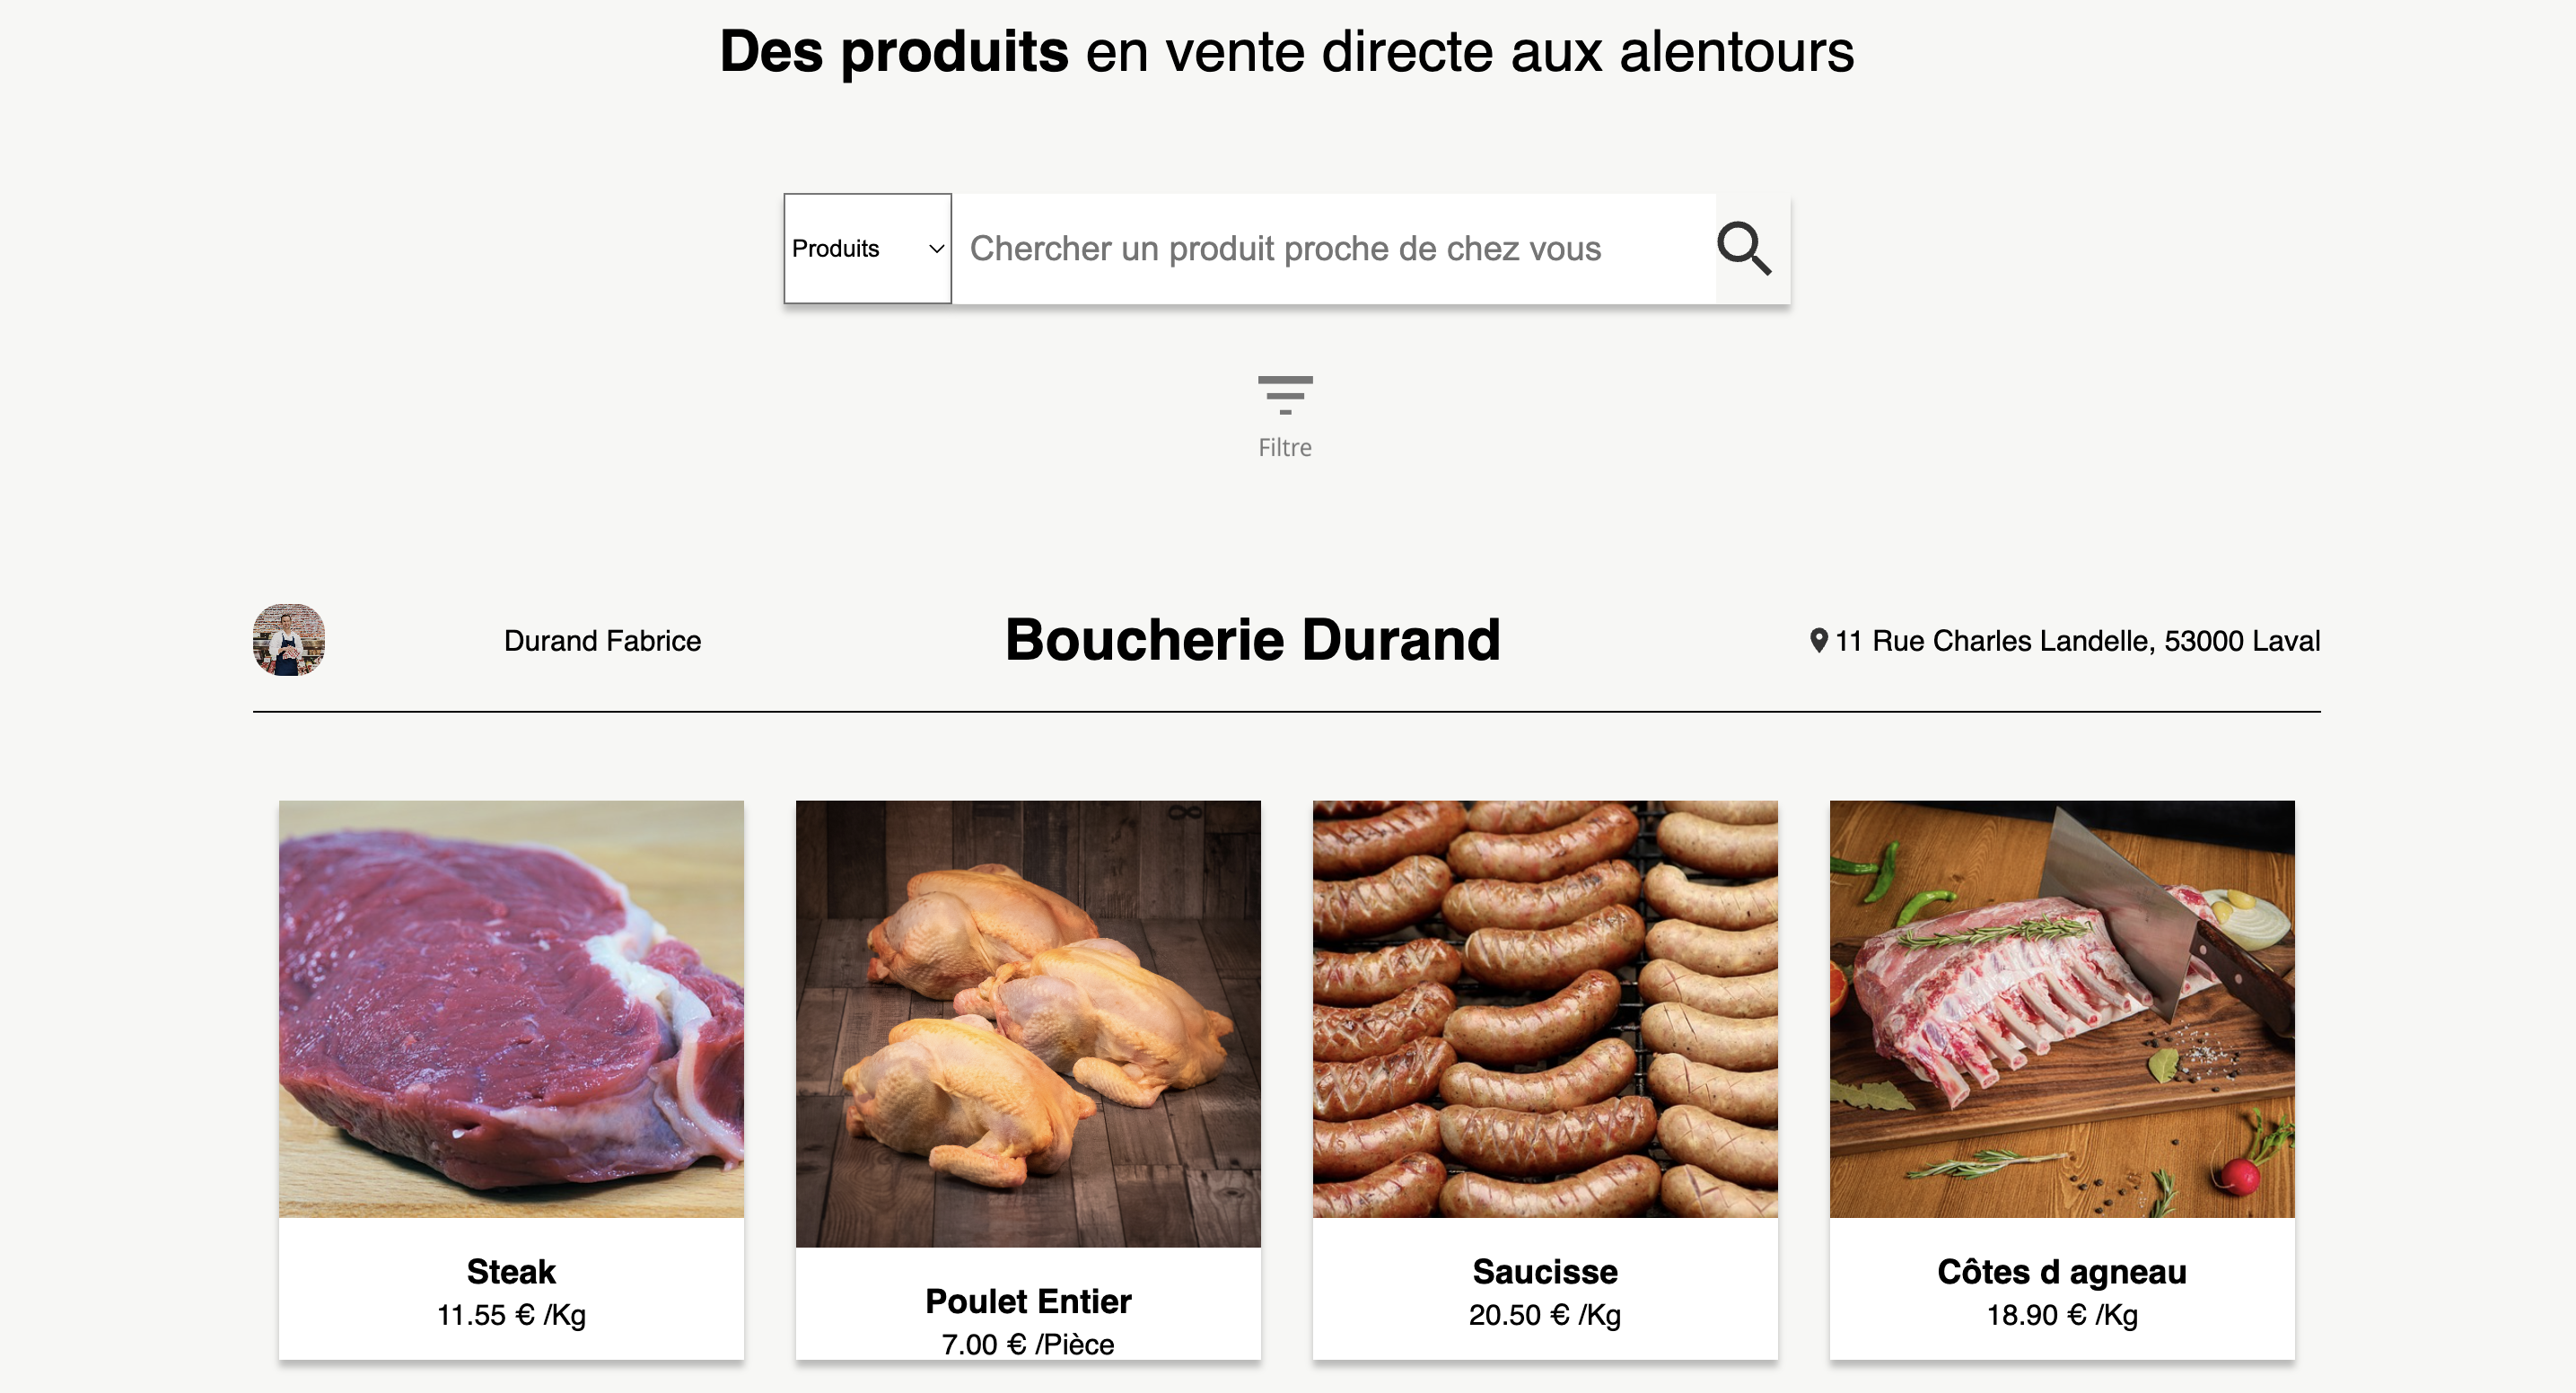 Des produits en vente directe aux alentours
Produits
Chercher un produit proche de chez vous
Filtre
Durand Fabrice
Boucherie Durand
11 Rue Charles Landelle, 53000 Laval
Steak
11.55 € /Kg
Poulet Entier
7.00 € /Pièce
Saucisse
20.50 € /Kg
Côtes d agneau
18.90 € /Kg